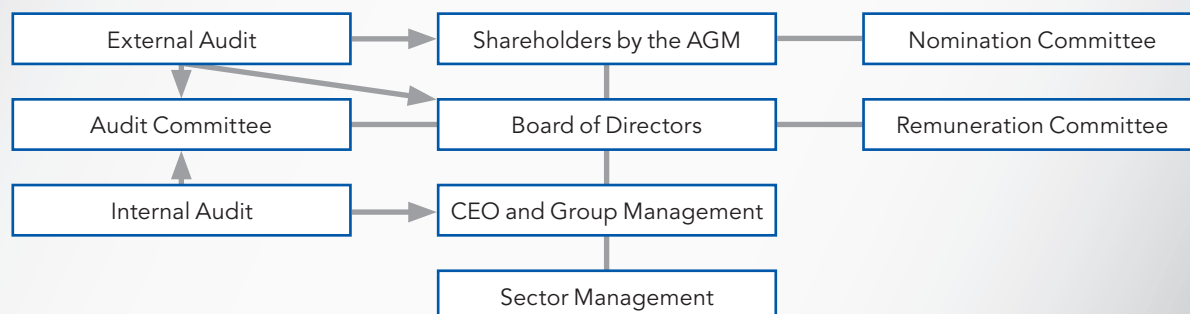 External Audit
Shareholders by the AGM
Nomination Committee
Audit Committee
Board of Directors
Remuneration Committee
Internal Audit
CEO and Group Management
Sector Management